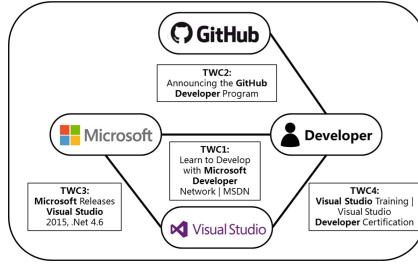 GitHub
TWC2:
Announcing the GitHub
Developer Program
Microsoft
Developer
TWC1:
Learn to Develop
with Microsoft
Developer
Network | MSDN
TWC3:
Microsoft Releases
Visual Studio
2015, .Net 4.6
TWC4:
Visual Studio Training |
Visual Studio
Developer Certification
Visual Studio